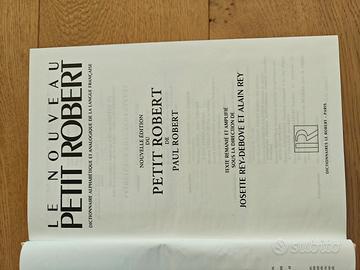 LE NOUVEAU
PETIT ROBERT
DICTIONNAIRE ALPHABÉTIQUE ET ANALOGIQUE DE LA LANGUE FRANÇAISE
NOUVELLE ÉDITION
DU
PETIT ROBERT
DE
PAUL ROBERT
TEXTE REMANIÉ ET AMPLIFIÉ
SOUS LA DIRECTION DE
JOSETTE REY-DEBOVE ET ALAIN REY
DICTIONNAIRES LE ROBERT - PARIS
subito